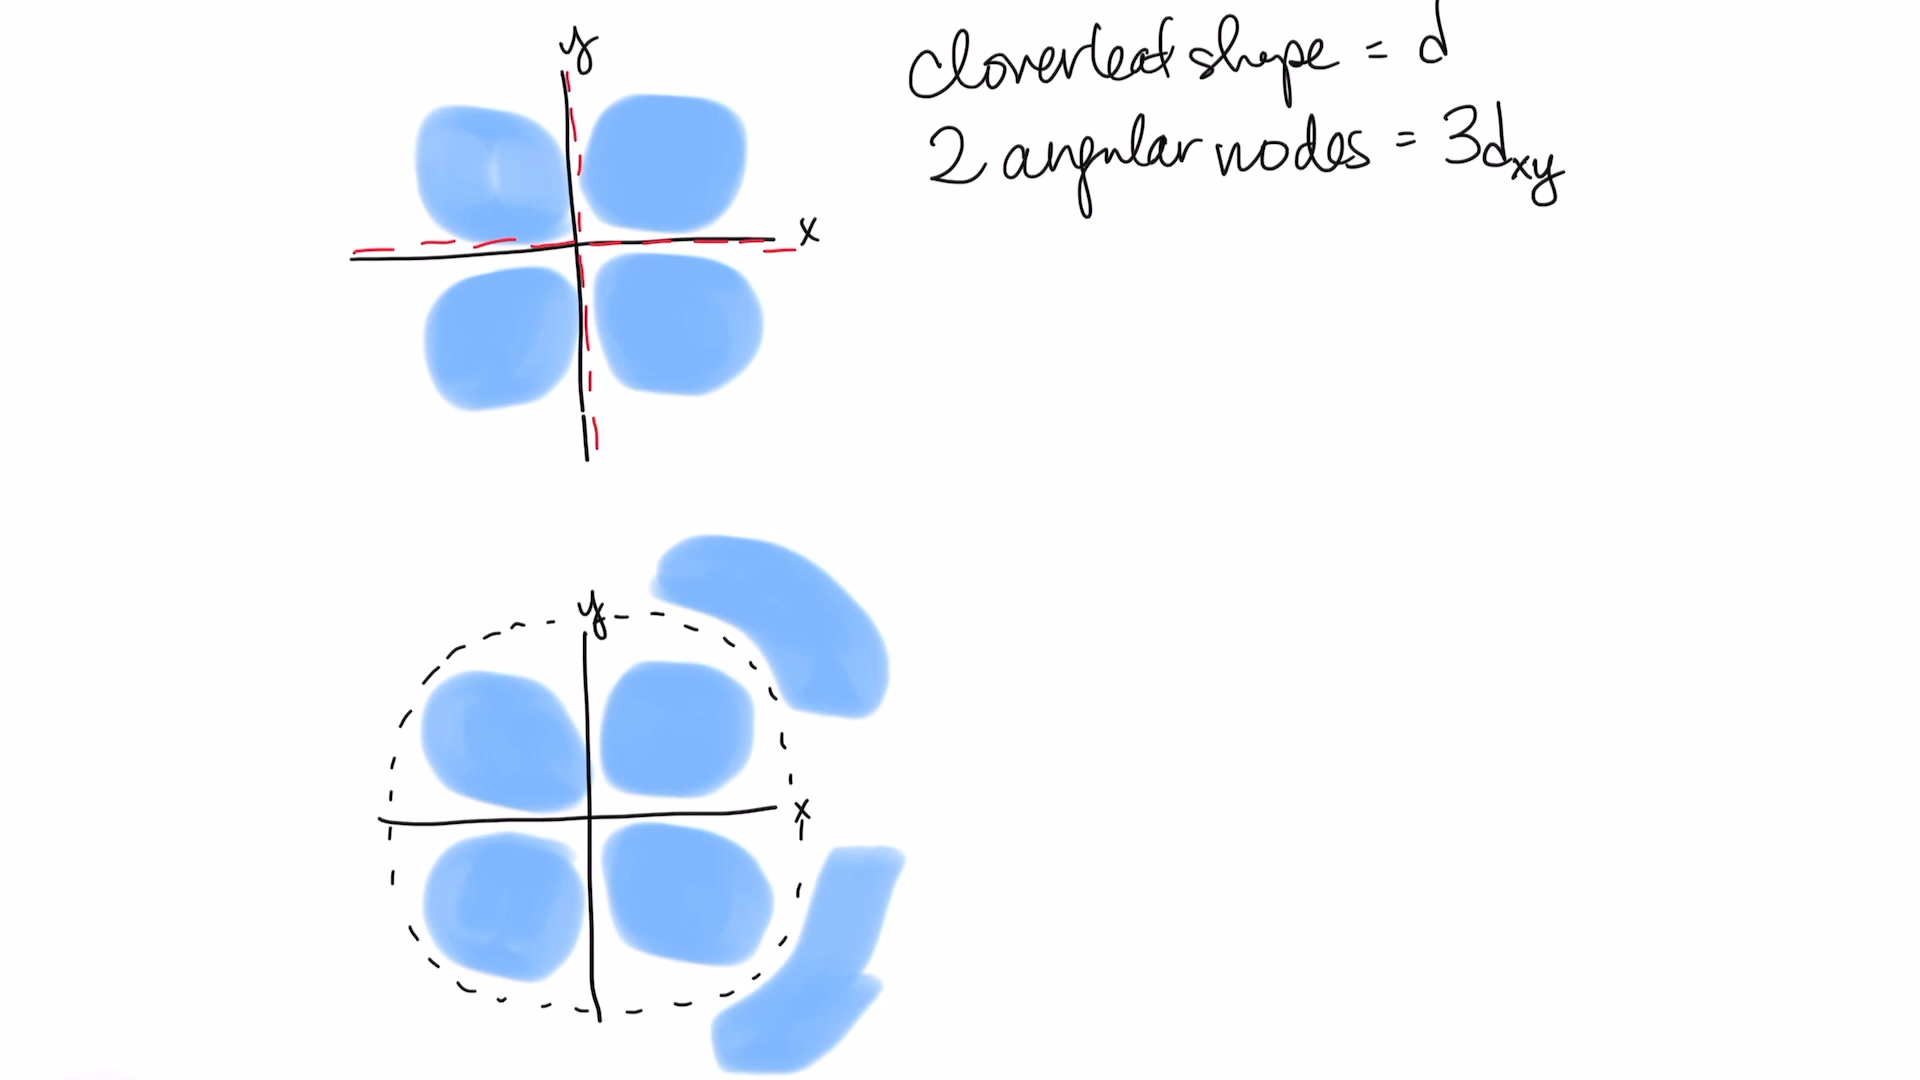 y
cloverleaf shape = d
2 angular nodes = 3dxy
x
y
x